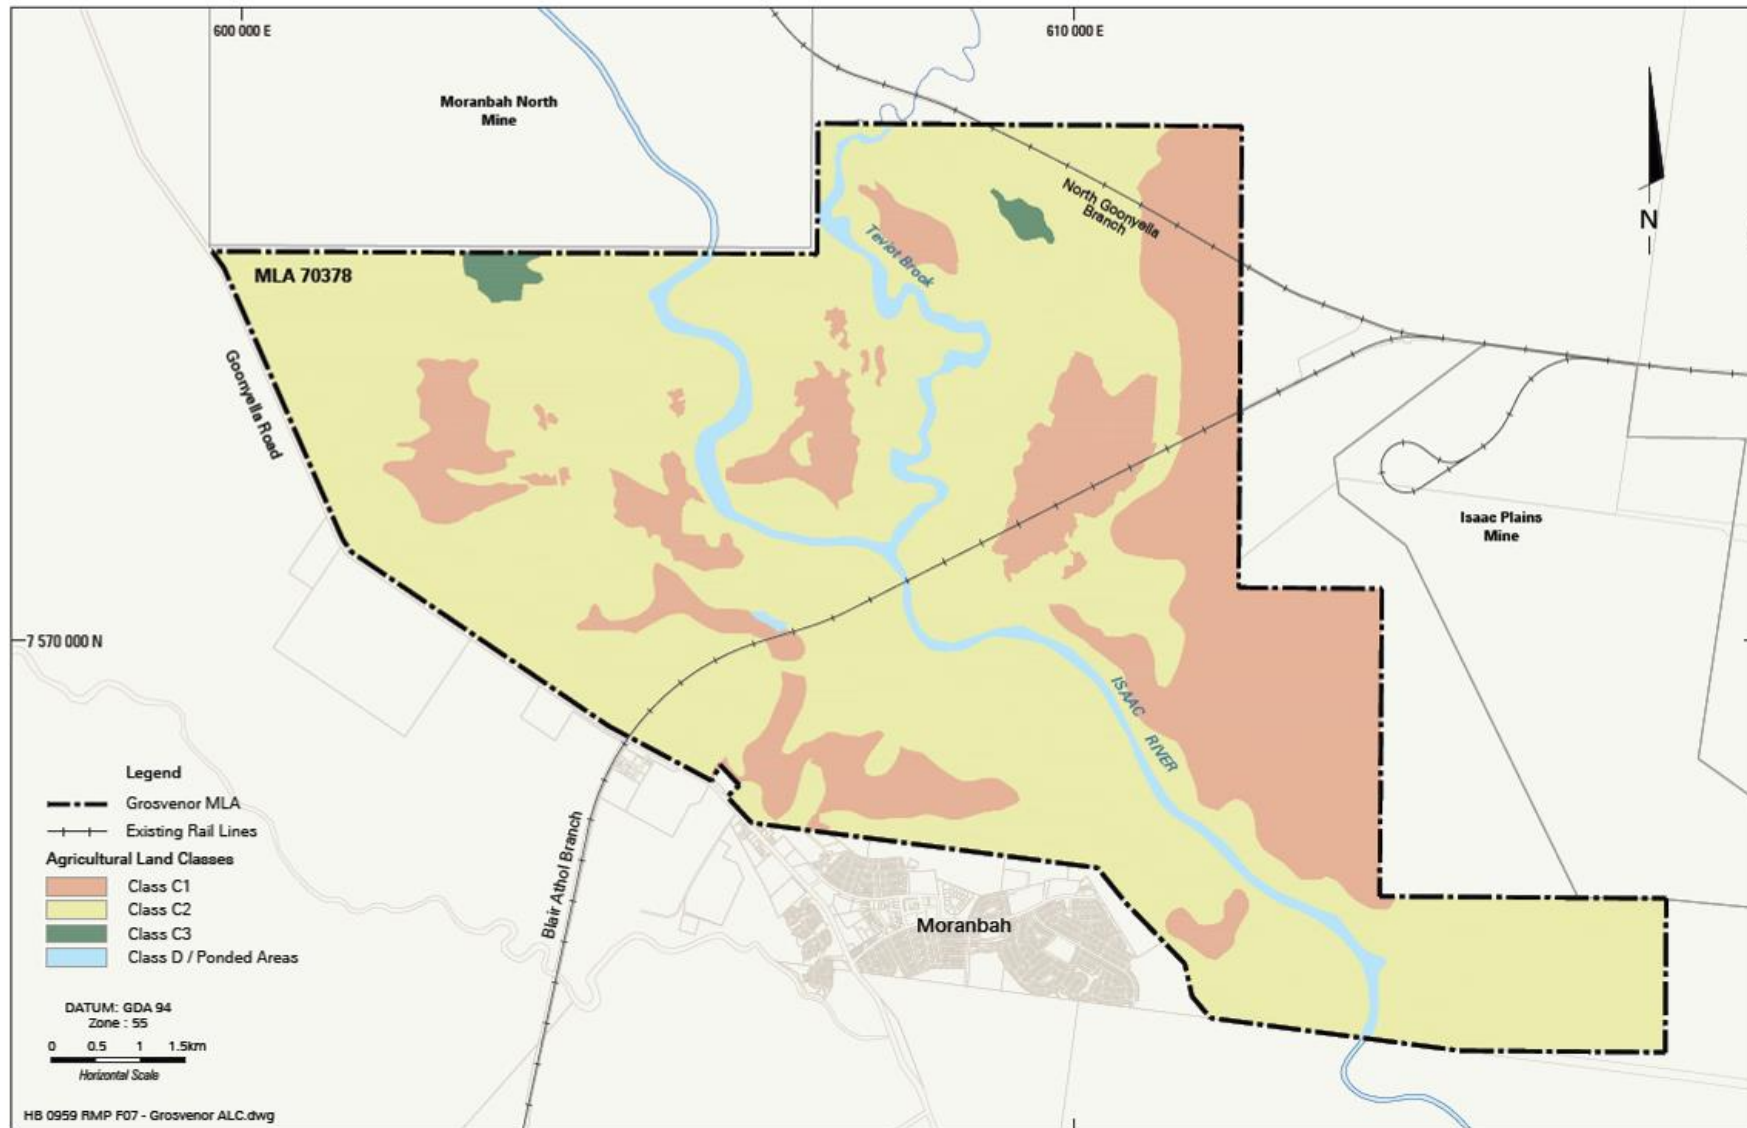 600 000 E
610 000 E
Moranbah North
Mine
North Goonyella
Branch
N
Teviot Brook
MLA 70378
Goonyella Road
Isaac Plains
Mine
7 570 000 N
ISAAC
RIVER
Legend
Grosvenor MLA
Existing Rail Lines
Agricultural Land Classes
Class C1
Class C2
Class C3
Class D / Ponded Areas
Blair Athol Branch
Moranbah
DATUM: GDA 94
Zone : 55
0 0.5 1 1.5km
Horizontal Scale
HB 0959 RMP F07 - Grosvenor ALC.dwg